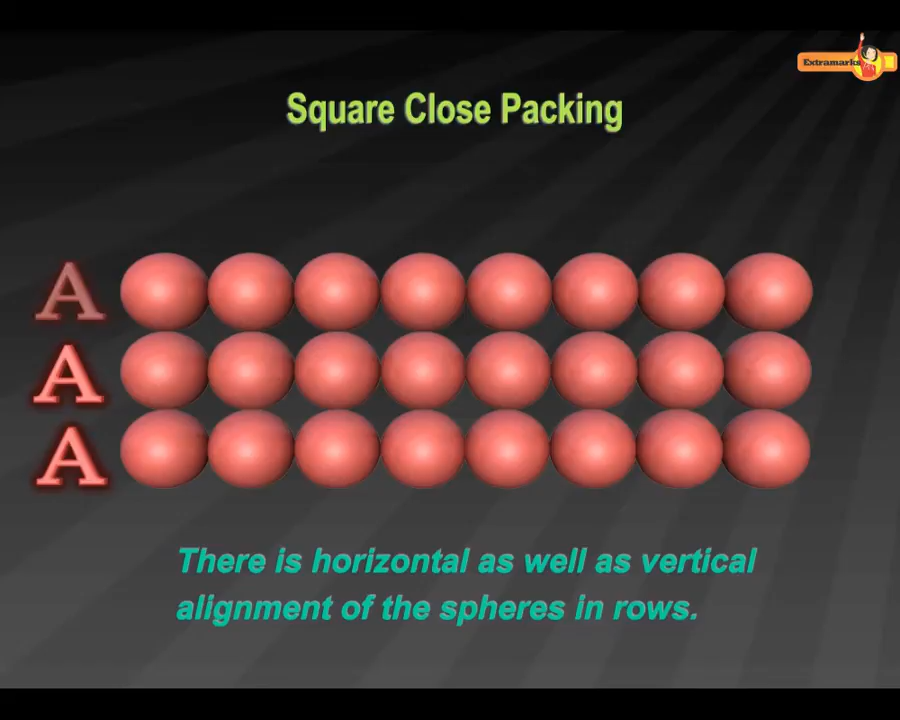 Extramarks
Square Close Packing
A
A
A
There is horizontal as well as vertical
alignment of the spheres in rows.